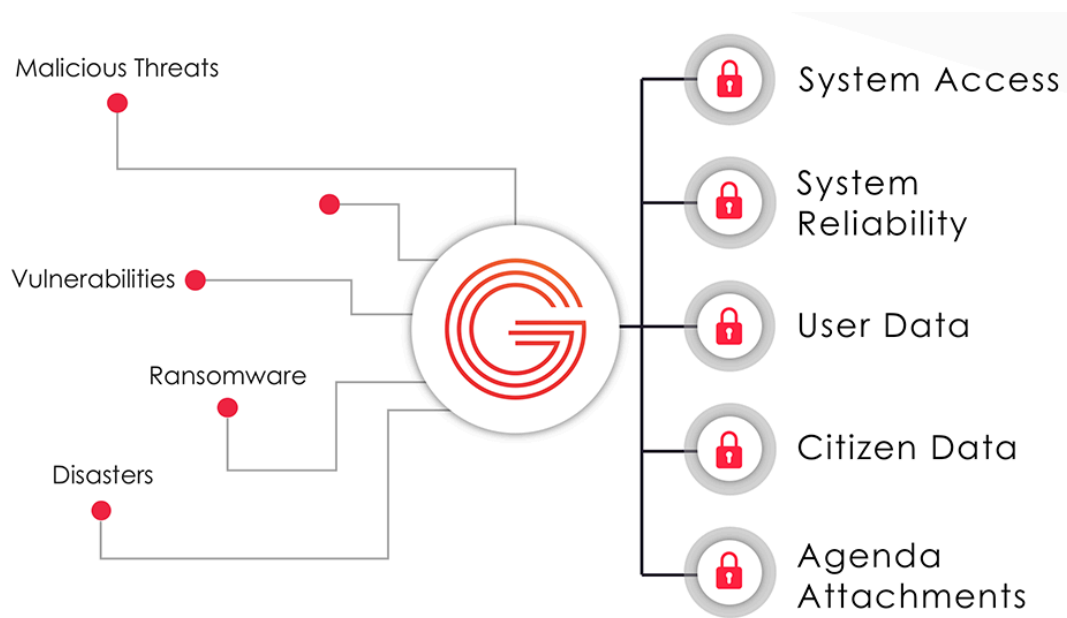 Malicious Threats
Vulnerabilities
Ransomware
Disasters
System Access
System
Reliability
User Data
Citizen Data
Agenda
Attachments